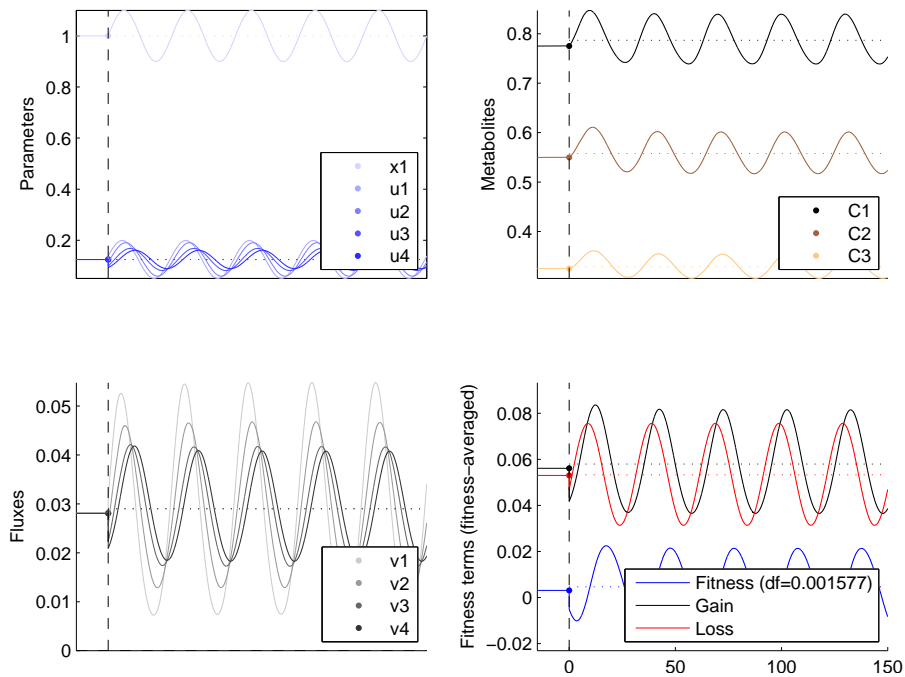 1
0.8
0.6
0.4
0.2
Parameters
x1
u1
u2
u3
u4
0.8
0.7
0.6
0.5
0.4
Metabolites
C1
C2
C3
0.05
0.04
0.03
0.02
0.01
0
Fluxes
v1
v2
v3
v4
0.08
0.06
0.04
0.02
0
−0.02
Fitness terms (fitness−averaged)
Fitness (df=0.001577)
Gain
Loss
0
50
100
150